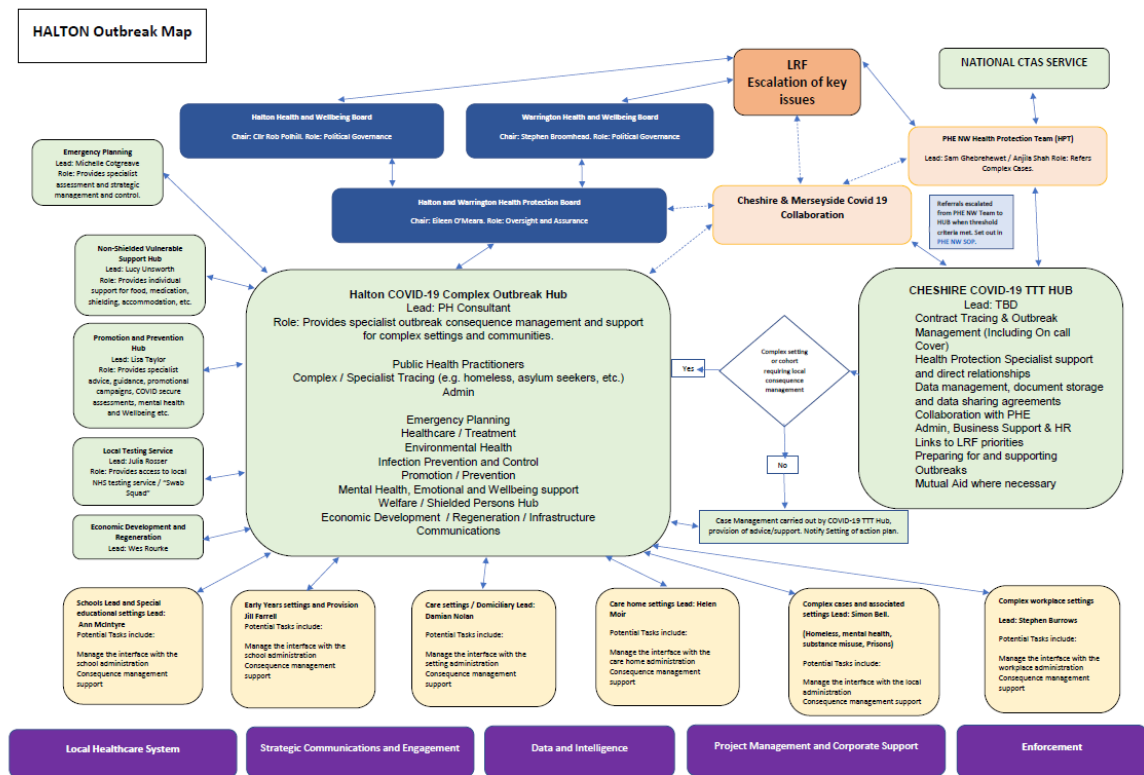 HALTON Outbreak Map
LRF
Escalation of key
issues
NATIONAL CTAS SERVICE
Halton Health and Wellbeing Board
Chair: Cllr Rob Polhill. Role: Political Governance
Warrington Health and Wellbeing Board
Chair: Stephen Broomhead. Role: Political Governance
PHE NW Health Protection Team (HPT)
Lead: Sam Ghebrehewet / Anjila Shah Role: Refers
Complex Cases.
Emergency Planning
Lead: Michelle Cotgreave
Role: Provides specialist
assessment and strategic
management and control.
Halton and Warrington Health Protection Board
Chair: Eileen O'Meara. Role: Oversight and Assurance
Cheshire & Merseyside Covid 19
Collaboration
Referrals escalated
from PHE NW Team to
HUB when threshold
criteria met. Set out in
PHE NW SOP.
Non-Shielded Vulnerable
Support Hub
Lead: Lucy Unsworth
Role: Provides individual
support for food, medication,
shielding, accommodation, etc.
Promotion and Prevention
Hub
Lead: Lisa Taylor
Role: Provides specialist
advice, guidance, promotional
campaigns, COVID secure
assessments, mental health
and Wellbeing etc.
Local Testing Service
Lead: Julia Rosser
Role: Provides access to local
NHS testing service / "Swab
Squad"
Economic Development and
Regeneration
Lead: Wes Rourke
Halton COVID-19 Complex Outbreak Hub
Lead: PH Consultant
Role: Provides specialist outbreak consequence management and support
for complex settings and communities.
Public Health Practitioners
Complex / Specialist Tracing (e.g. homeless, asylum seekers, etc.)
Admin
Emergency Planning
Healthcare / Treatment
Environmental Health
Infection Prevention and Control
Promotion / Prevention
Mental Health, Emotional and Wellbeing support
Welfare / Shielded Persons Hub
Economic Development / Regeneration / Infrastructure
Communications
Yes
Complex setting
or cohort
requiring local
consequence
management
No
Case Management carried out by COVID-19 TTT Hub,
provision of advice/support. Notify Setting of action plan.
CHESHIRE COVID-19 TTT HUB
Lead: TBD
Contract Tracing & Outbreak
Management (Including On call
Cover)
Health Protection Specialist support
and direct relationships
Data management, document storage
and data sharing agreements
Collaboration with PHE
Admin, Business Support & HR
Links to LRF priorities
Preparing for and supporting
Outbreaks
Mutual Aid where necessary
Schools Lead and Special
educational settings Lead:
Ann McIntyre
Potential Tasks include:
Manage the interface with the
school administration
Consequence management
support
Early Years settings and Provision
Jill Farrell
Potential Tasks include:
Manage the interface with the
school administration
Consequence management
support
Care settings / Domiciliary Lead:
Damian Nolan
Potential Tasks include:
Manage the interface with the
setting administration
Consequence management
support
Care home settings Lead: Helen
Moir
Potential Tasks include:
Manage the interface with the
care home administration
Consequence management
support
Complex cases and associated
settings Lead: Simon Bell.
(Homeless, mental health,
substance misuse, Prisons)
Potential Tasks include:
Manage the interface with the local
administration
Consequence management support
Complex workplace settings
Lead: Stephen Burrows
Potential Tasks include:
Manage the interface with the
workplace administration
Consequence management
support
Local Healthcare System
Strategic Communications and Engagement
Data and Intelligence
Project Management and Corporate Support
Enforcement